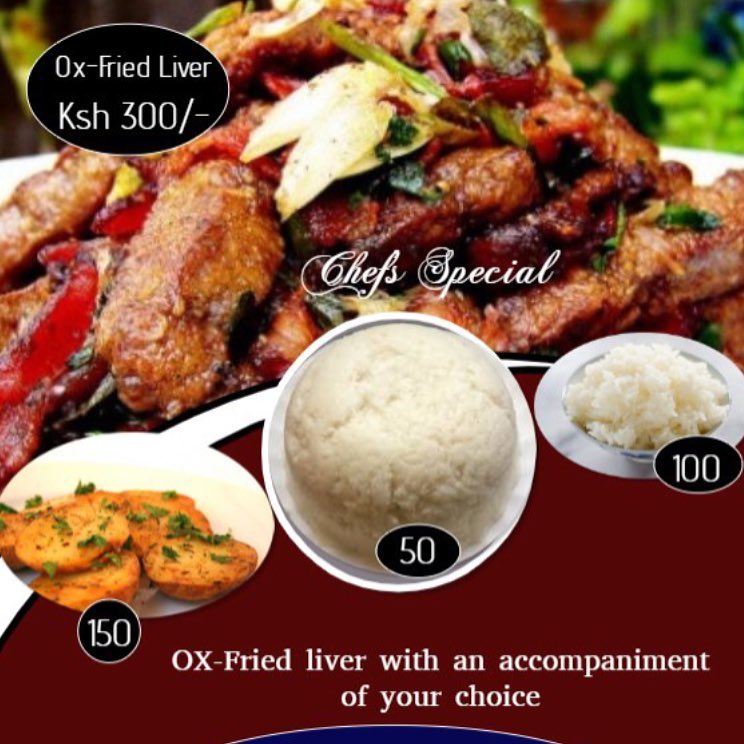 Ox-Fried Liver
Ksh 300/-
Chefs Special
100
50
150
OX-Fried liver with an accompaniment
of your choice